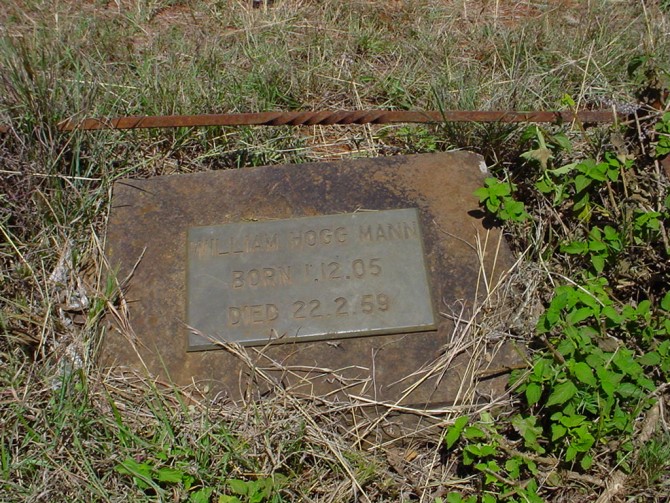 WILLIAM HOGG MANN
BORN 1.12.05
DIED 22.2.59